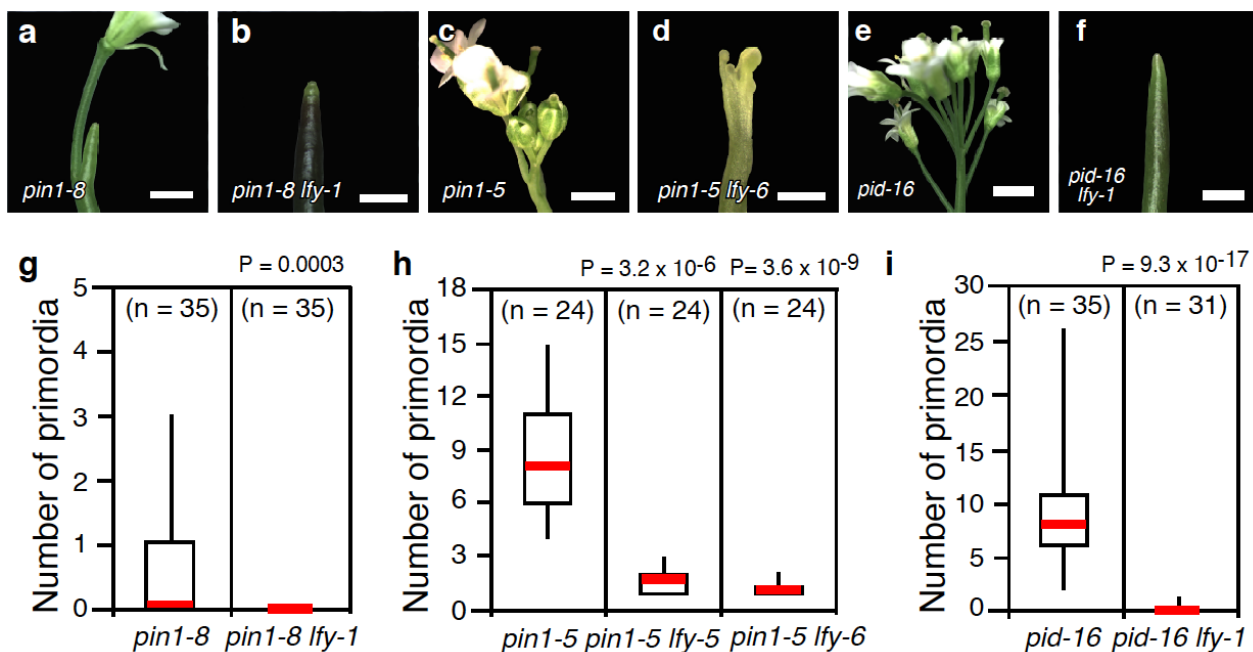 a
b
c
d
e
f
pin1-8
pin1-8 lfy-1
pin1-5
pin1-5 lfy-6
pid-16
pid-16
lfy-1
g
P = 0.0003
5
4
3
2
1
0
Number of primordia
(n = 35)
(n = 35)
pin1-8
pin1-8 lfy-1
h
P = 3.2 x 10-6
P = 3.6 x 10-9
18
15
12
9
6
3
0
Number of primordia
(n = 24)
(n = 24)
(n = 24)
pin1-5
pin1-5 lfy-5
pin1-5 lfy-6
i
P = 9.3 x 10-17
30
25
20
15
10
5
0
Number of primordia
(n = 35)
(n = 31)
pid-16
pid-16 lfy-1